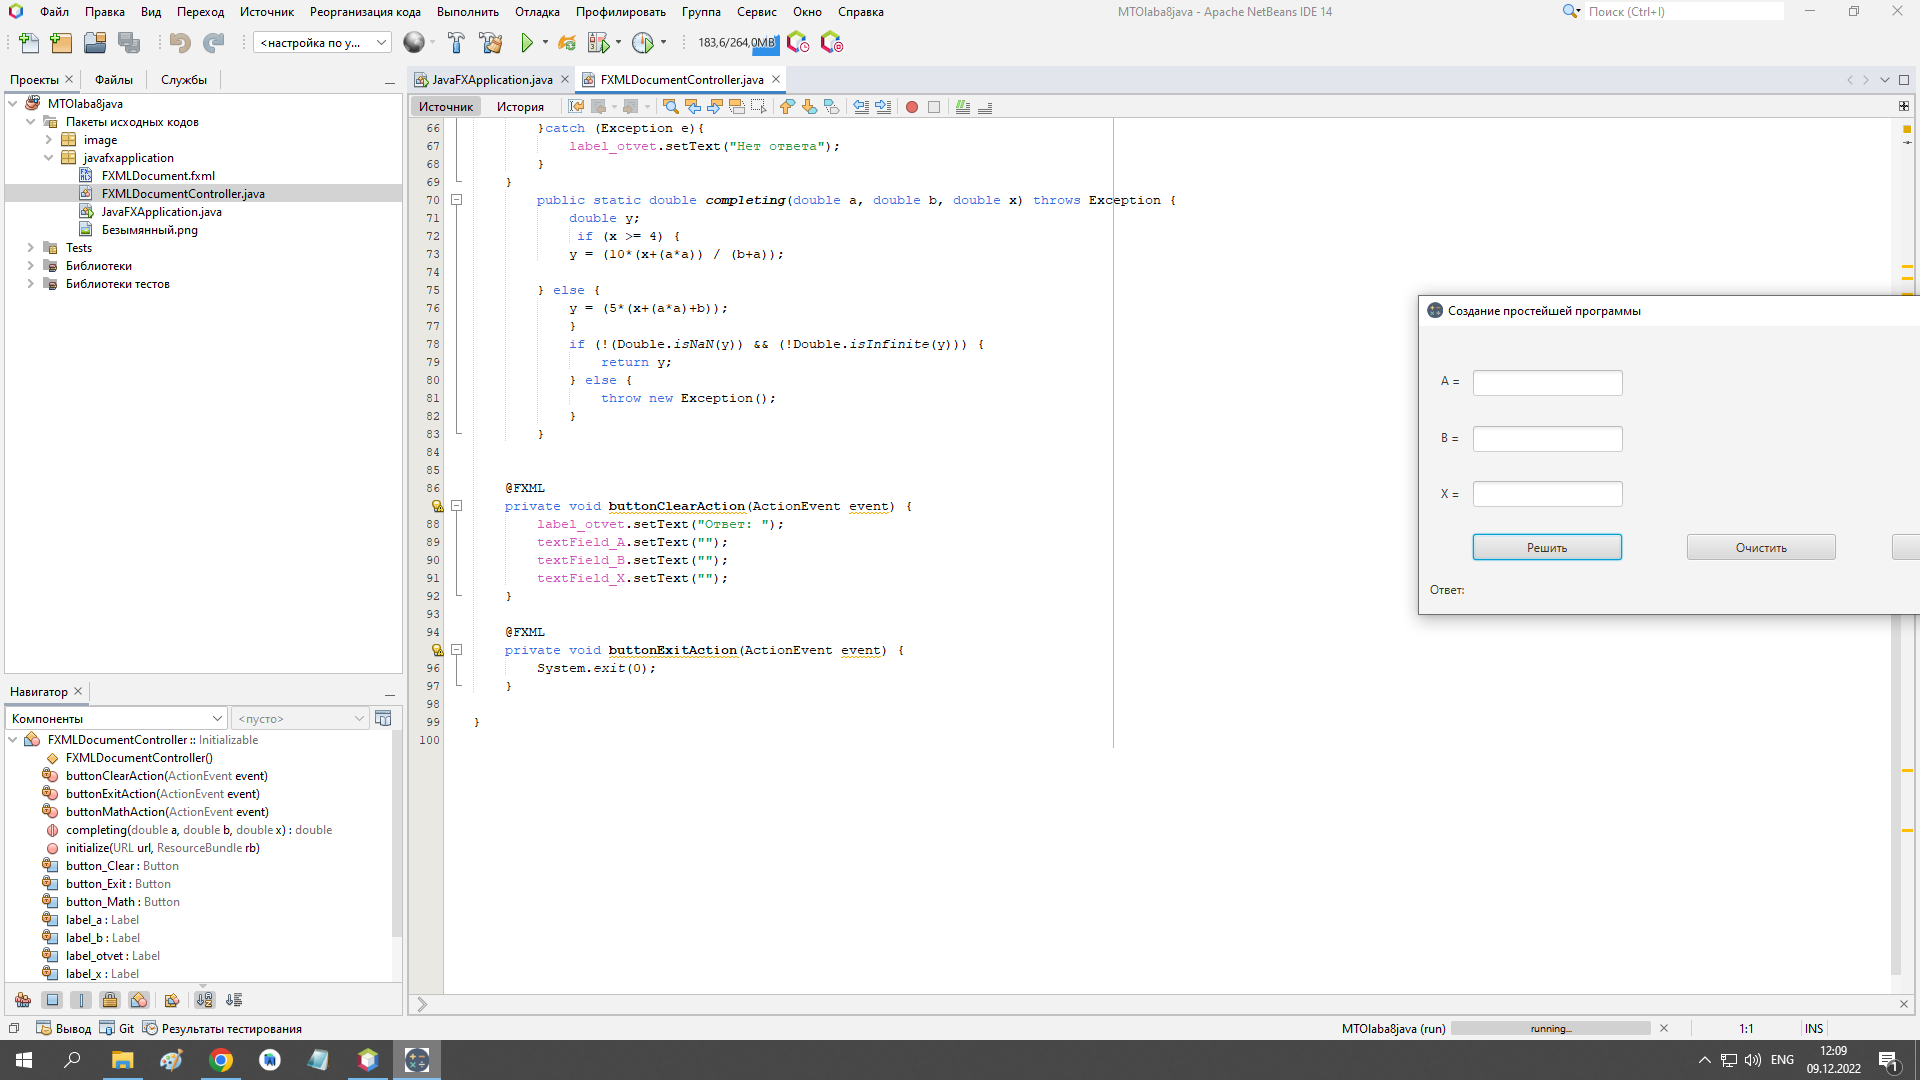 Файл Правка Вид Переход Источник Реорганизация кода Выполнить Отладка Профилировать Группа Сервис Окно Справка
MTOlaba8java - Apache NetBeans IDE 14
Поиск (Ctrl+I)
<настройка по у...
183,6/264,0MB
Проекты Файлы Службы
JavaFXApplication.java FXMLDocumentController.java
Источник История
MTOlaba8java
Пакеты исходных кодов
image
javafxapplication
FXMLDocument.fxml
FXMLDocumentController.java
JavaFXApplication.java
Безымянный.png
Tests
Библиотеки
Библиотеки тестов
66 }catch (Exception e){
67 label_otvet.setText("Нет ответа");
68 }
69 }
70 public static double completing(double a, double b, double x) throws Exception {
71 double y;
72 if (x >= 4) {
73 y = (10*(x+(a*a)) / (b+a));
74
75 } else {
76 y = (5*(x+(a*a)+b));
77 }
78 if (!(Double.isNaN(y)) && (!Double.isInfinite(y))) {
79 return y;
80 } else {
81 throw new Exception();
82 }
83 }
84
85
86 @FXML
private void buttonClearAction(ActionEvent event) {
88 label_otvet.setText("Ответ: ");
89 textField_A.setText("");
90 textField_B.setText("");
91 textField_X.setText("");
92 }
93
94 @FXML
private void buttonExitAction(ActionEvent event) {
96 System.exit(0);
97 }
98
99 }
100
Создание простейшей программы
A =
B =
X =
Решить Очистить
Ответ:
Навигатор
Компоненты <пусто>
FXMLDocumentController :: Initializable
FXMLDocumentController()
buttonClearAction(ActionEvent event)
buttonExitAction(ActionEvent event)
buttonMathAction(ActionEvent event)
completing(double a, double b, double x) : double
initialize(URL url, ResourceBundle rb)
button_Clear : Button
button_Exit : Button
button_Math : Button
label_a : Label
label_b : Label
label_otvet : Label
label_x : Label
Вывод Git Результаты тестирования
MTOlaba8java (run) running... 1:1 INS
ENG
12:09
09.12.2022
1